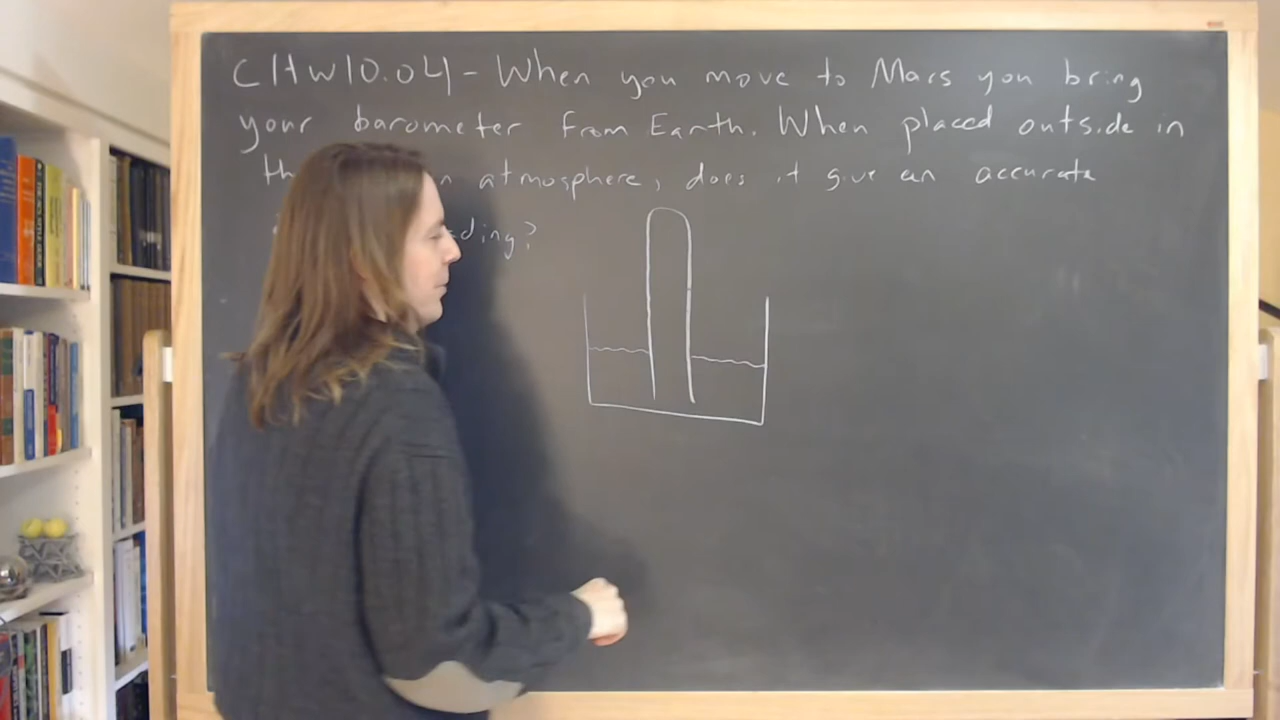 CHW10.04 - When you move to Mars you bring
your barometer from Earth. When placed outside in
atmosphere, does it give an accurate